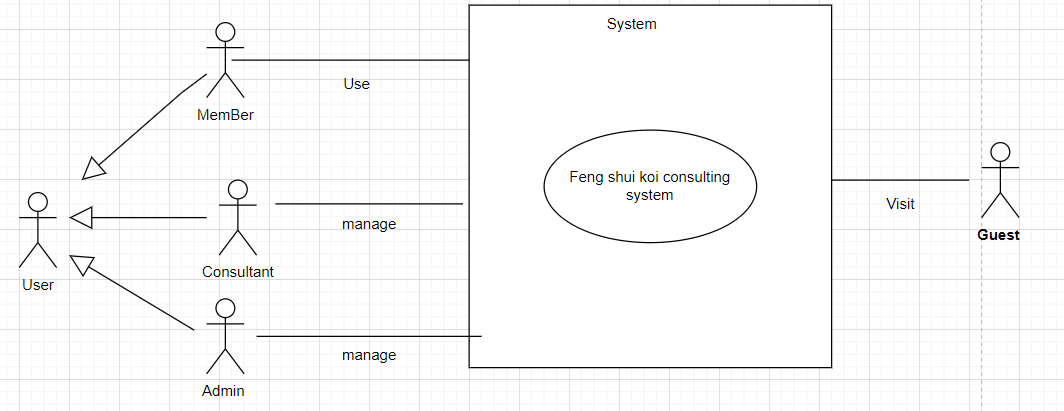 System
MemBer
Use
Feng shui koi consulting
system
Visit
manage
Guest
Consultant
User
manage
Admin